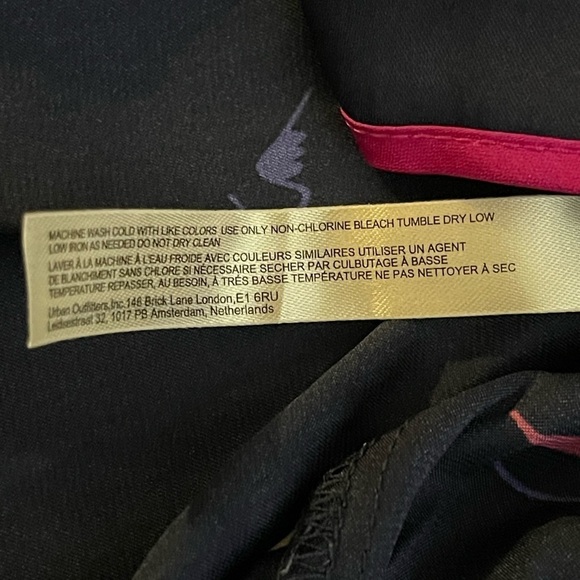 MACHINE WASH COLD WITH LIKE COLORS USE ONLY NON-CHLORINE BLEACH TUMBLE DRY LOW
LOW IRON AS NEEDED DO NOT DRY CLEAN
LAVER À LA MACHINE À L'EAU FROIDE AVEC COULEURS SIMILAIRES UTILISER UN AGENT
DE BLANCHIMENT SANS CHLORE SI NÉCESSAIRE SECHER PAR CULBUTAGE À BASSE
TEMPÉRATURE REPASSER, AU BESOIN, À TRÈS BASSE TEMPÉRATURE NE PAS NETTOYER À SEC
Urban Outfitters,Inc.146 Brick Lane London,E1 6RU
Leidsestraat 32, 1017 PB Amsterdam, Netherlands